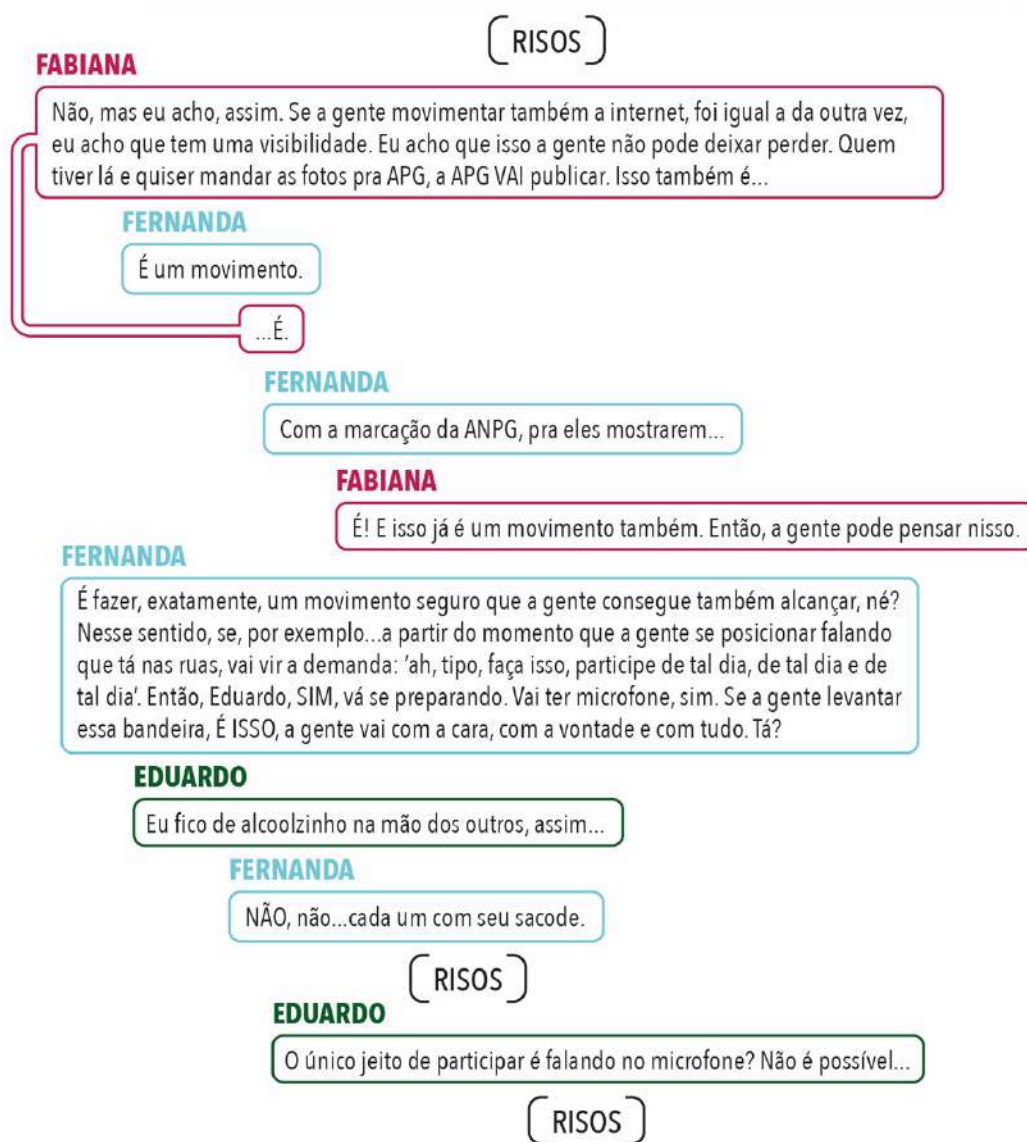 [RISOS]
FABIANA
Não, mas eu acho, assim. Se a gente movimentar também a internet, foi igual a da outra vez,
eu acho que tem uma visibilidade. Eu acho que isso a gente não pode deixar perder. Quem
tiver lá e quiser mandar as fotos pra APG, a APG VAI publicar. Isso também é...
FERNANDA
É um movimento.
...É.
FERNANDA
Com a marcação da ANPG, pra eles mostrarem...
FABIANA
É! E isso já é um movimento também. Então, a gente pode pensar nisso.
FERNANDA
É fazer, exatamente, um movimento seguro que a gente consegue também alcançar, né?
Nesse sentido, se, por exemplo...a partir do momento que a gente se posicionar falando
que tá nas ruas, vai vir a demanda: 'ah, tipo, faça isso, participe de tal dia, de tal dia e de
tal dia'. Então, Eduardo, SIM, vá se preparando. Vai ter microfone, sim. Se a gente levantar
essa bandeira, É ISSO, a gente vai com a cara, com a vontade e com tudo. Tá?
EDUARDO
Eu fico de alcoolzinho na mão dos outros, assim...
FERNANDA
NÃO, não...cada um com seu sacode.
[RISOS]
EDUARDO
O único jeito de participar é falando no microfone? Não é possível...
[RISOS]